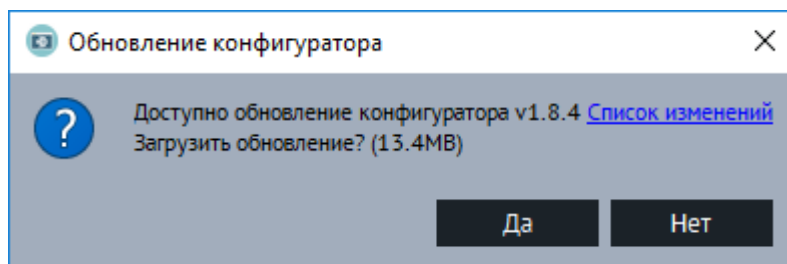 Обновление конфигуратора
Доступно обновление конфигуратора v1.8.4 Список изменений
Загрузить обновление? (13.4MB)
Да
Нет